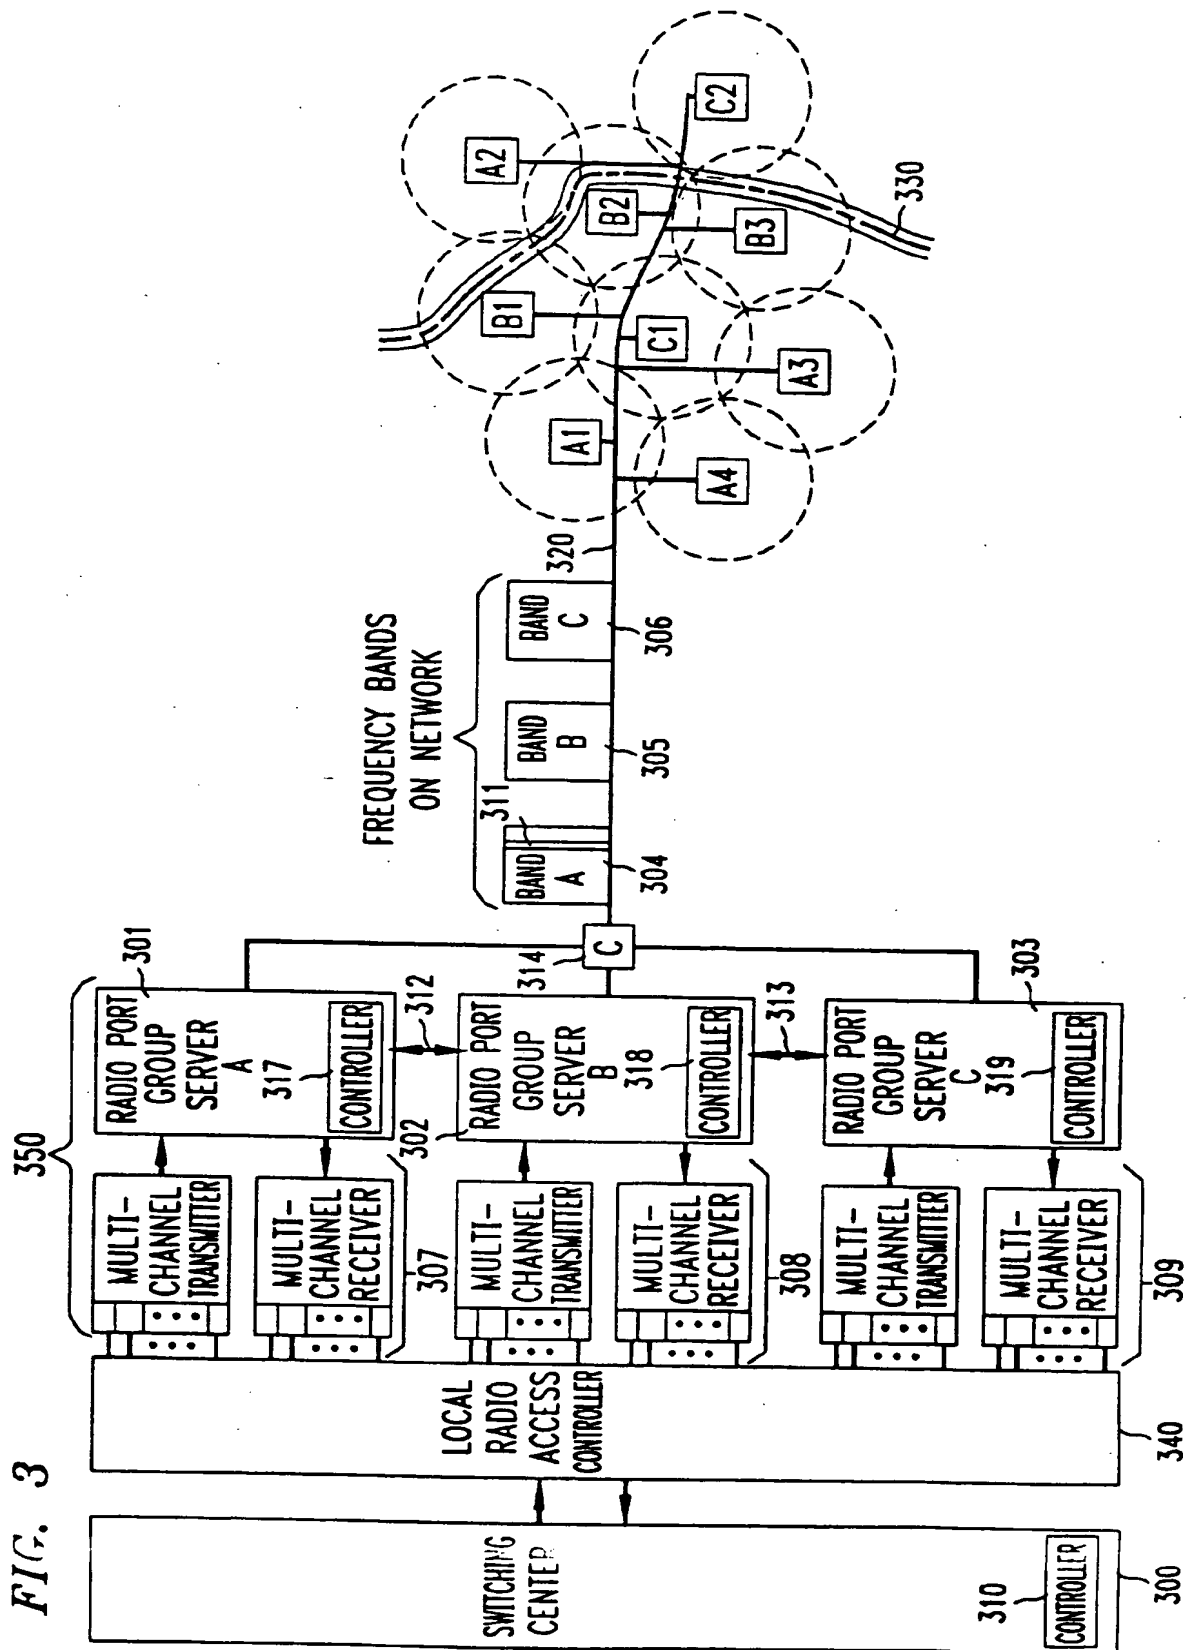 FIG. 3
SWITCHING
CENTER
CONTROLLER
310
300
LOCAL
RADIO
ACCESS
CONTROLLER
340
350
MULTI-
CHANNEL
TRANSMITTER
MULTI-
CHANNEL
RECEIVER
307
MULTI-
CHANNEL
TRANSMITTER
MULTI-
CHANNEL
RECEIVER
308
MULTI-
CHANNEL
TRANSMITTER
MULTI-
CHANNEL
RECEIVER
309
RADIO PORT
GROUP
SERVER
A
317
CONTROLLER
301
312
302
RADIO PORT
GROUP
SERVER
B
318
CONTROLLER
313
RADIO PORT
GROUP
SERVER
C
319
CONTROLLER
303
314
C
FREQUENCY BANDS
ON NETWORK
311
BAND
A
304
BAND
B
305
BAND
C
306
320
A1
A4
B1
C1
A3
A2
B2
B3
C2
330